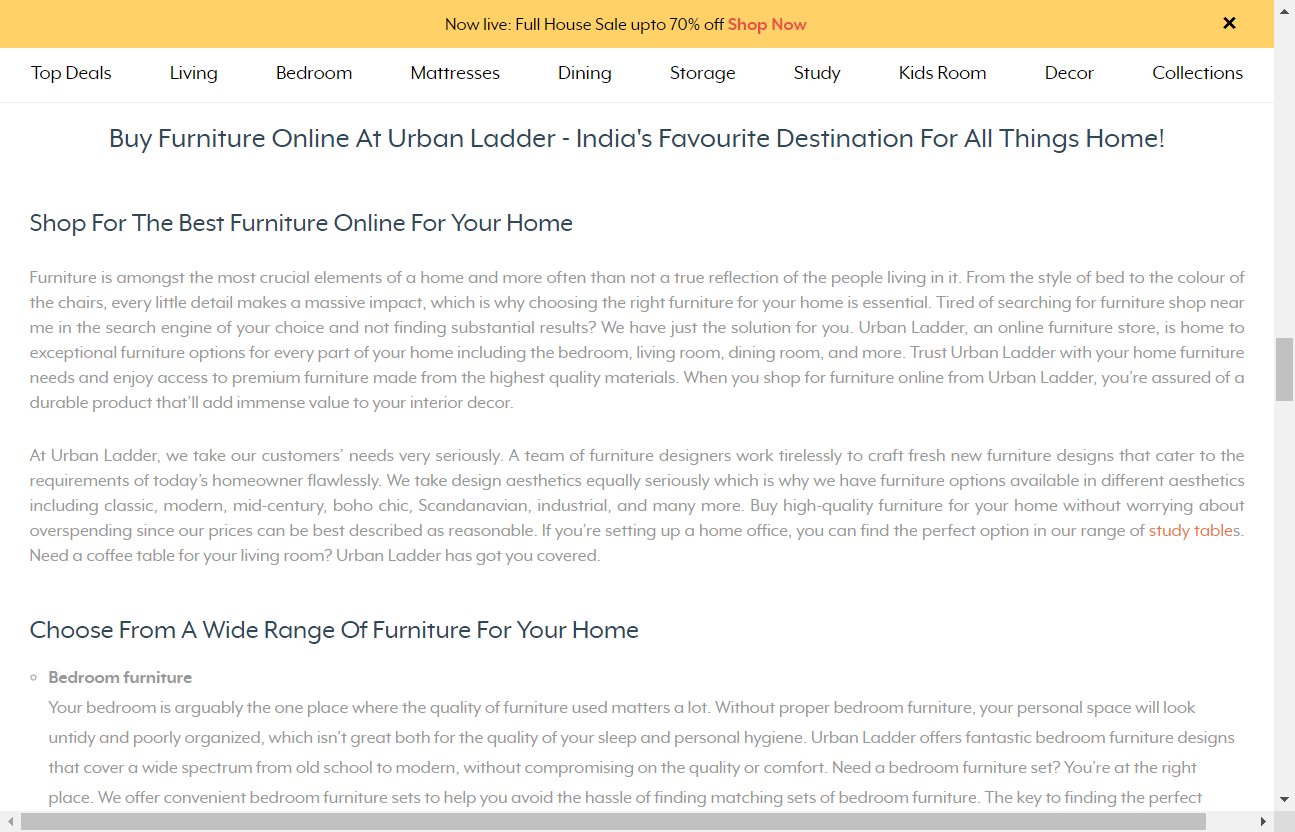 Now live: Full House Sale upto 70% off Shop Now ×
Top Deals Living Bedroom Mattresses Dining Storage Study Kids Room Decor Collections
Buy Furniture Online At Urban Ladder - India's Favourite Destination For All Things Home!
Shop For The Best Furniture Online For Your Home
Furniture is amongst the most crucial elements of a home and more often than not a true reflection of the people living in it. From the style of bed to the colour of
the chairs, every little detail makes a massive impact, which is why choosing the right furniture for your home is essential. Tired of searching for furniture shop near
me in the search engine of your choice and not finding substantial results? We have just the solution for you. Urban Ladder, an online furniture store, is home to
exceptional furniture options for every part of your home including the bedroom, living room, dining room, and more. Trust Urban Ladder with your home furniture
needs and enjoy access to premium furniture made from the highest quality materials. When you shop for furniture online from Urban Ladder, you're assured of a
durable product that'll add immense value to your interior decor.
At Urban Ladder, we take our customers' needs very seriously. A team of furniture designers work tirelessly to craft fresh new furniture designs that cater to the
requirements of today's homeowner flawlessly. We take design aesthetics equally seriously which is why we have furniture options available in different aesthetics
including classic, modern, mid-century, boho chic, Scandanavian, industrial, and many more. Buy high-quality furniture for your home without worrying about
overspending since our prices can be best described as reasonable. If you're setting up a home office, you can find the perfect option in our range of study tables.
Need a coffee table for your living room? Urban Ladder has got you covered.
Choose From A Wide Range Of Furniture For Your Home
Bedroom furniture
Your bedroom is arguably the one place where the quality of furniture used matters a lot. Without proper bedroom furniture, your personal space will look
untidy and poorly organized, which isn't great both for the quality of your sleep and personal hygiene. Urban Ladder offers fantastic bedroom furniture designs
that cover a wide spectrum from old school to modern, without compromising on the quality or comfort. Need a bedroom furniture set? You're at the right
place. We offer convenient bedroom furniture sets to help you avoid the hassle of finding matching sets of bedroom furniture. The key to finding the perfect